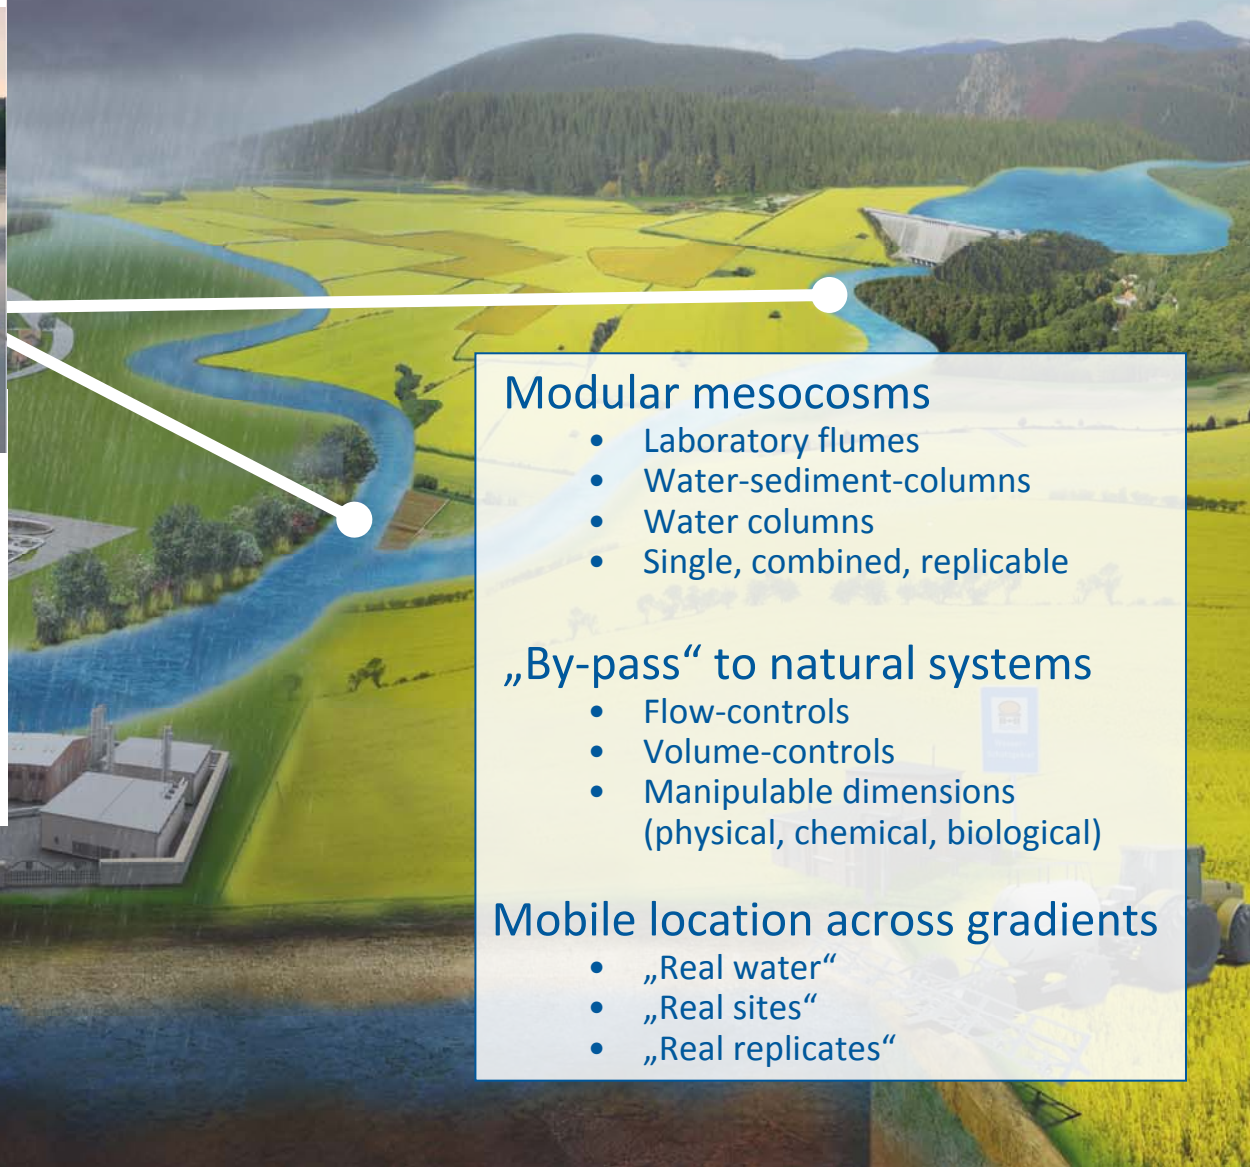 Modular mesocosms
• Laboratory flumes
• Water-sediment-columns
• Water columns
• Single, combined, replicable
„By-pass“ to natural systems
• Flow-controls
• Volume-controls
• Manipulable dimensions
(physical, chemical, biological)
Mobile location across gradients
• „Real water“
• „Real sites“
• „Real replicates“